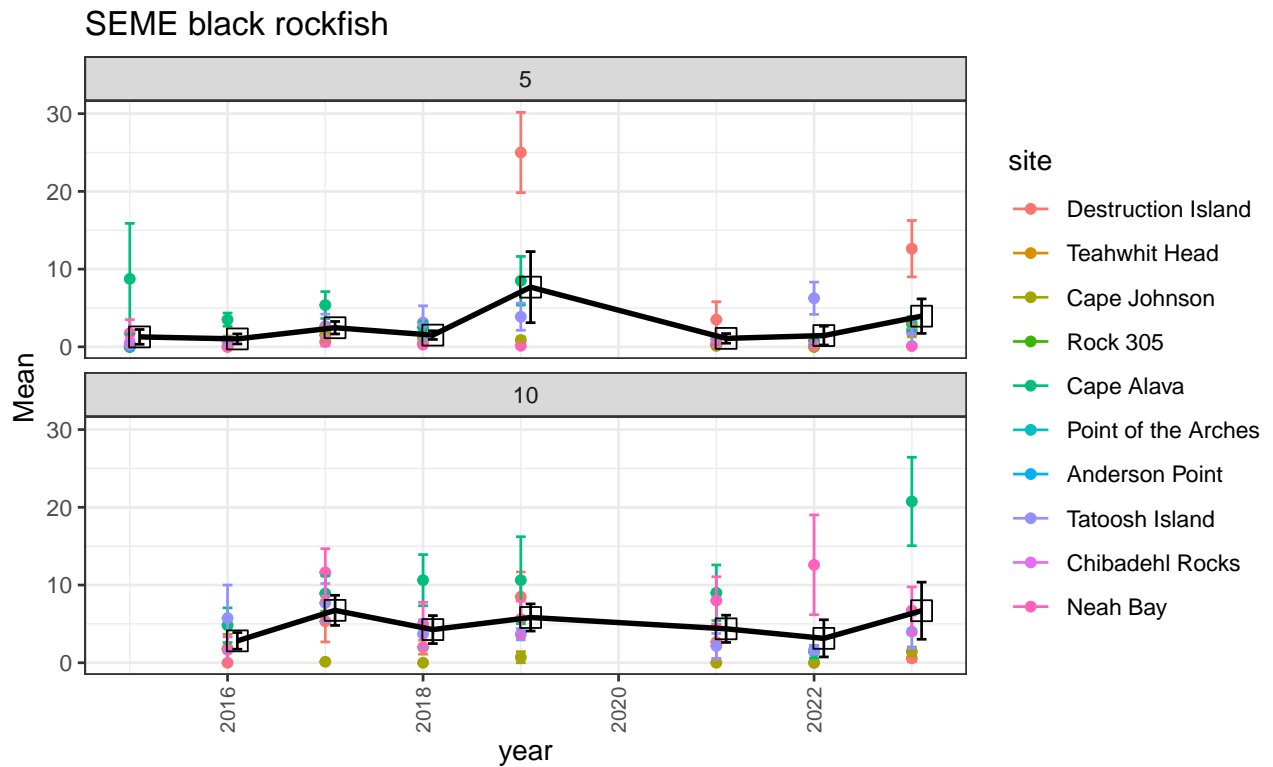 SEME black rockfish
5
30
20
10
0
10
30
20
10
0
Mean
2016
2018
2020
2022
year
site
Destruction Island
Teahwhit Head
Cape Johnson
Rock 305
Cape Alava
Point of the Arches
Anderson Point
Tatoosh Island
Chibadehl Rocks
Neah Bay